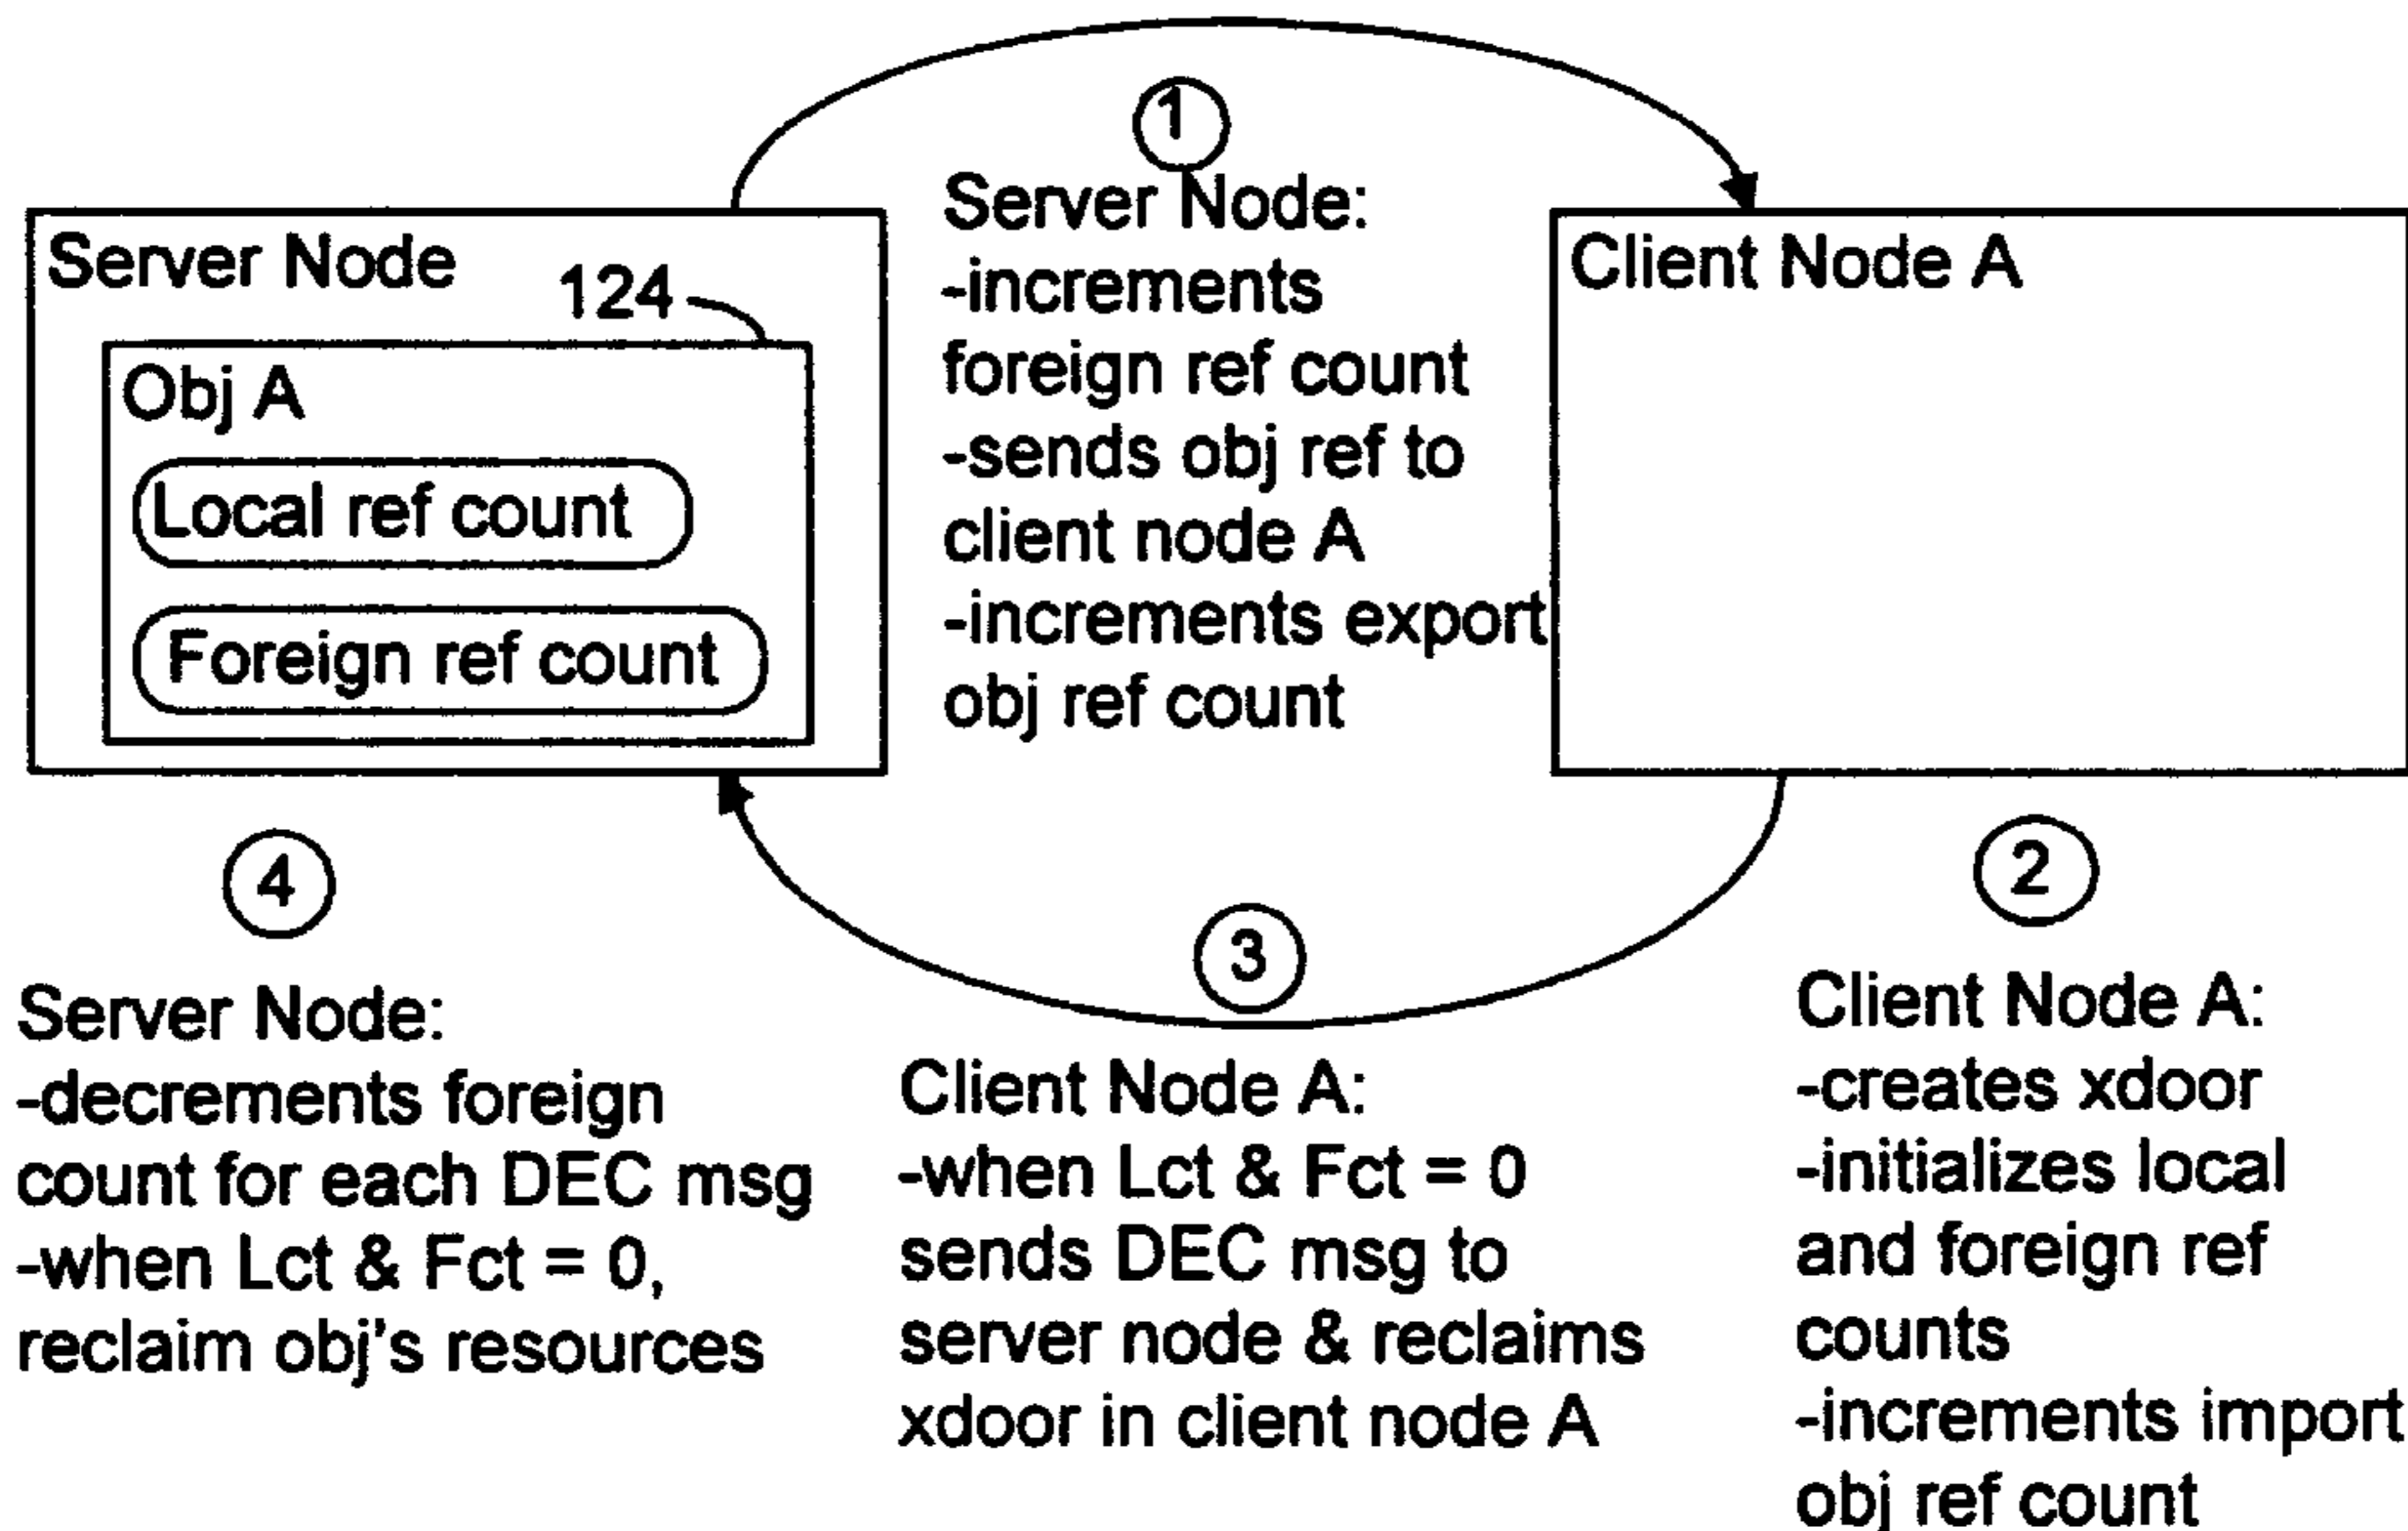 1
Server Node:
-increments
foreign ref count
-sends obj ref to
client node A
-increments export
obj ref count
Server Node
124
Obj A
Local ref count
Foreign ref count
Client Node A
4
Server Node:
-decrements foreign
count for each DEC msg
-when Lct & Fct = 0,
reclaim obj's resources
3
Client Node A:
-when Lct & Fct = 0
sends DEC msg to
server node & reclaims
xdoor in client node A
2
Client Node A:
-creates xdoor
-initializes local
and foreign ref
counts
-increments import
obj ref count